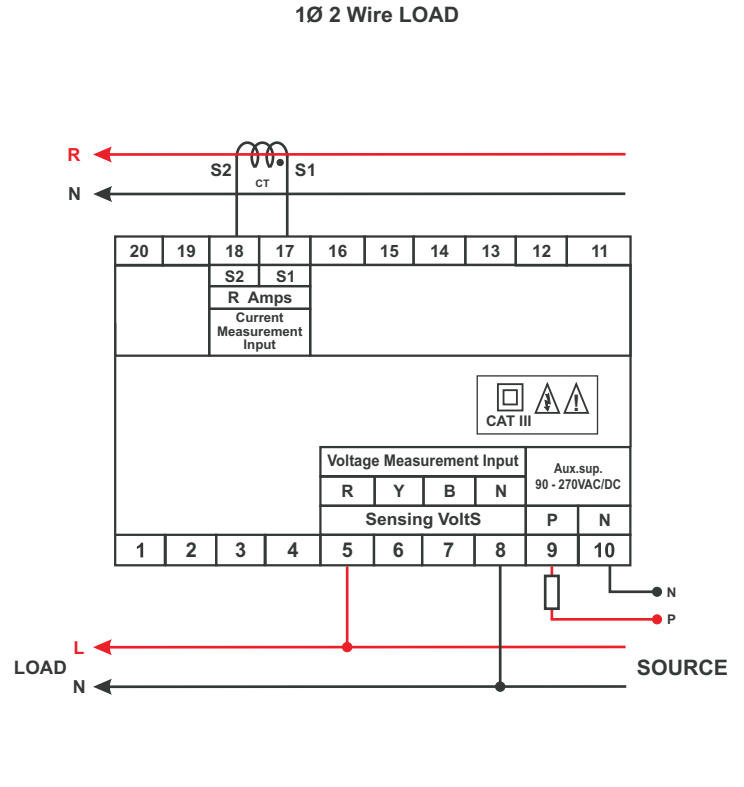 1Ø 2 Wire LOAD
R
S2 S1
CT
N
20 19 18 17 16 15 14 13 12 11
S2 S1
R Amps
Current
Measurement
Input
CAT III
Voltage Measurement Input
Aux.sup.
90 - 270VAC/DC
R Y B N
Sensing VoltS P N
1 2 3 4 5 6 7 8 9 10
N
P
L
LOAD
SOURCE
N